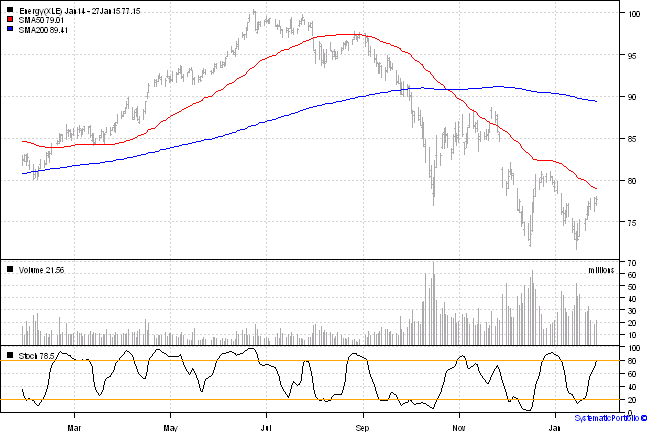 Energy(XLE) Jan14 - 27Jan15 77.15
SMA50 79.01
SMA200 89.41
100
95
90
85
80
75
Volume 21.56
millions
70
60
50
40
30
20
10
Stoch 78.5
100
80
60
40
20
0
Mar May Jul Sep Nov Jan
SystematicPortfolio ©